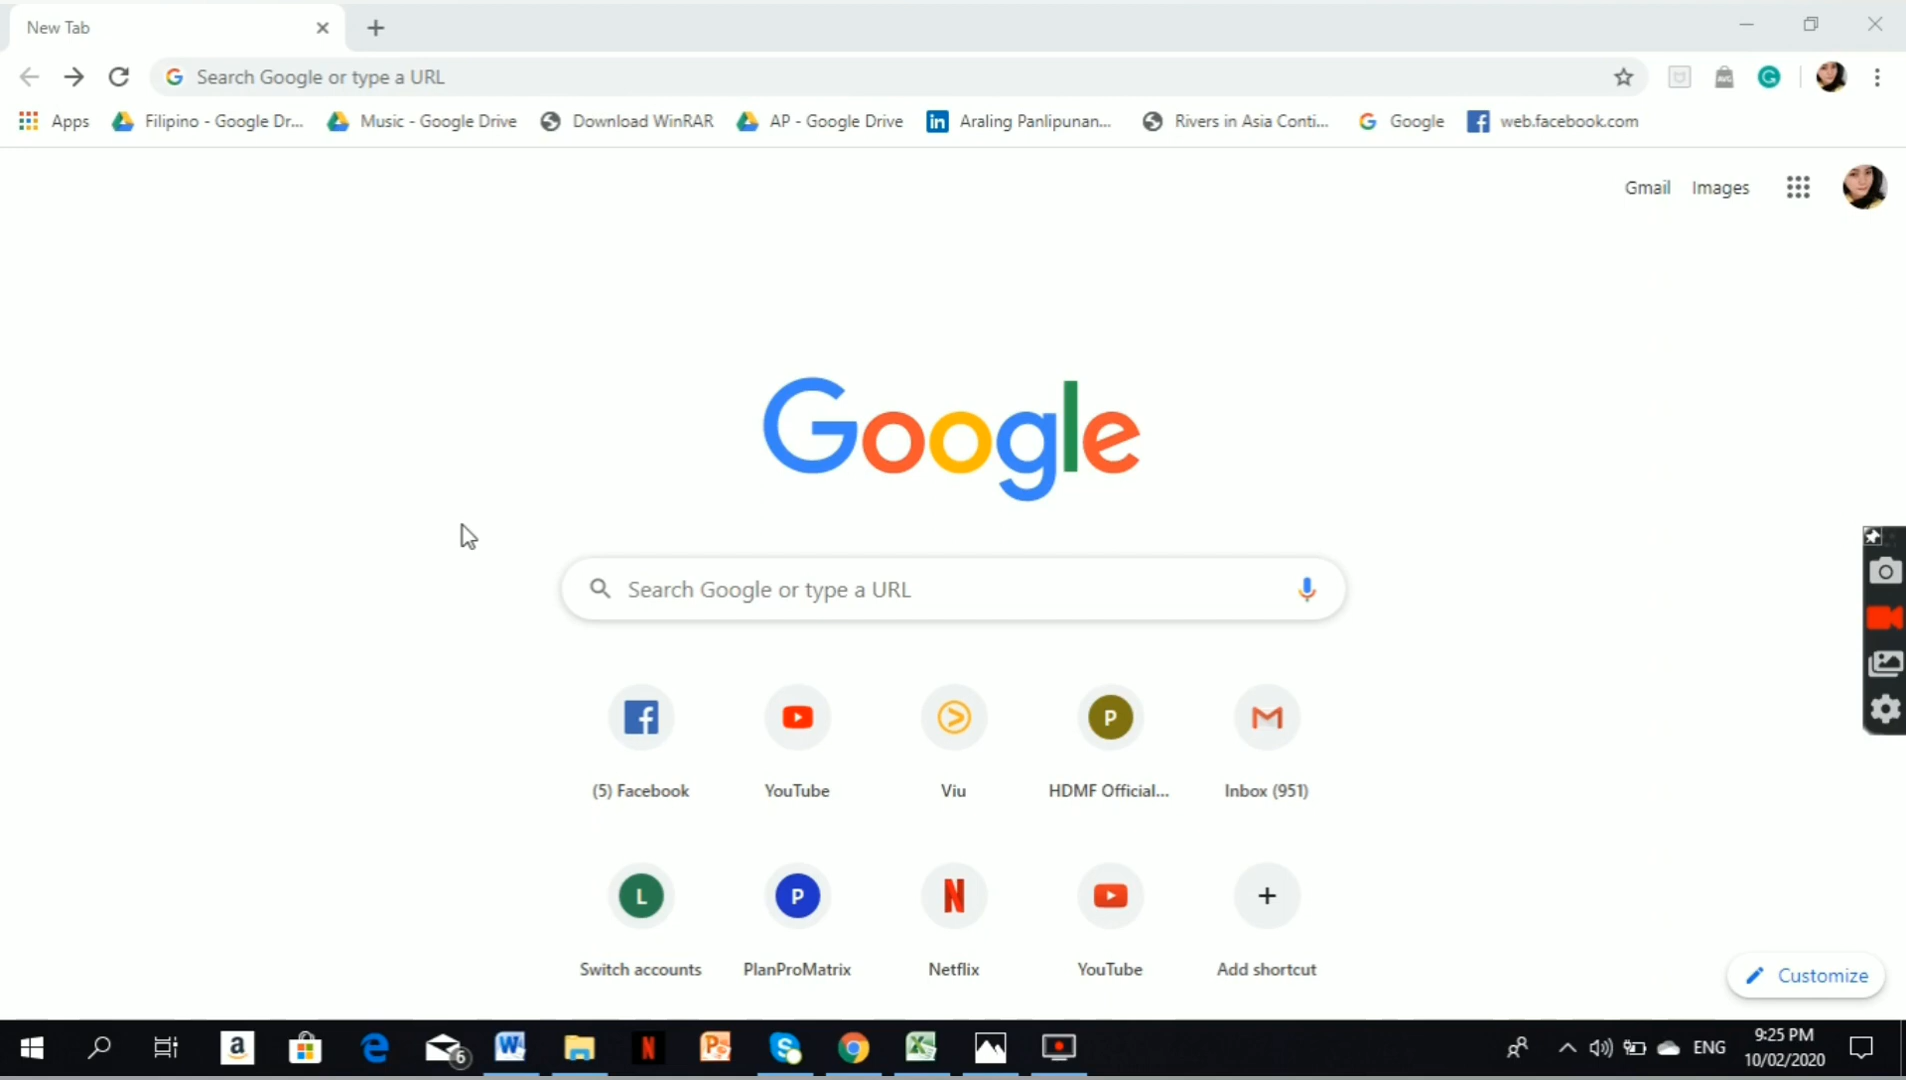 New Tab
Search Google or type a URL
Apps Filipino - Google Dr... Music - Google Drive Download WinRAR AP - Google Drive Araling Panlipunan... Rivers in Asia Conti... Google web.facebook.com
Gmail Images
Google
Search Google or type a URL
(5) Facebook YouTube Viu HDMF Official... Inbox (951)
Switch accounts PlanProMatrix Netflix YouTube Add shortcut
Customize
ENG
9:25 PM
10/02/2020